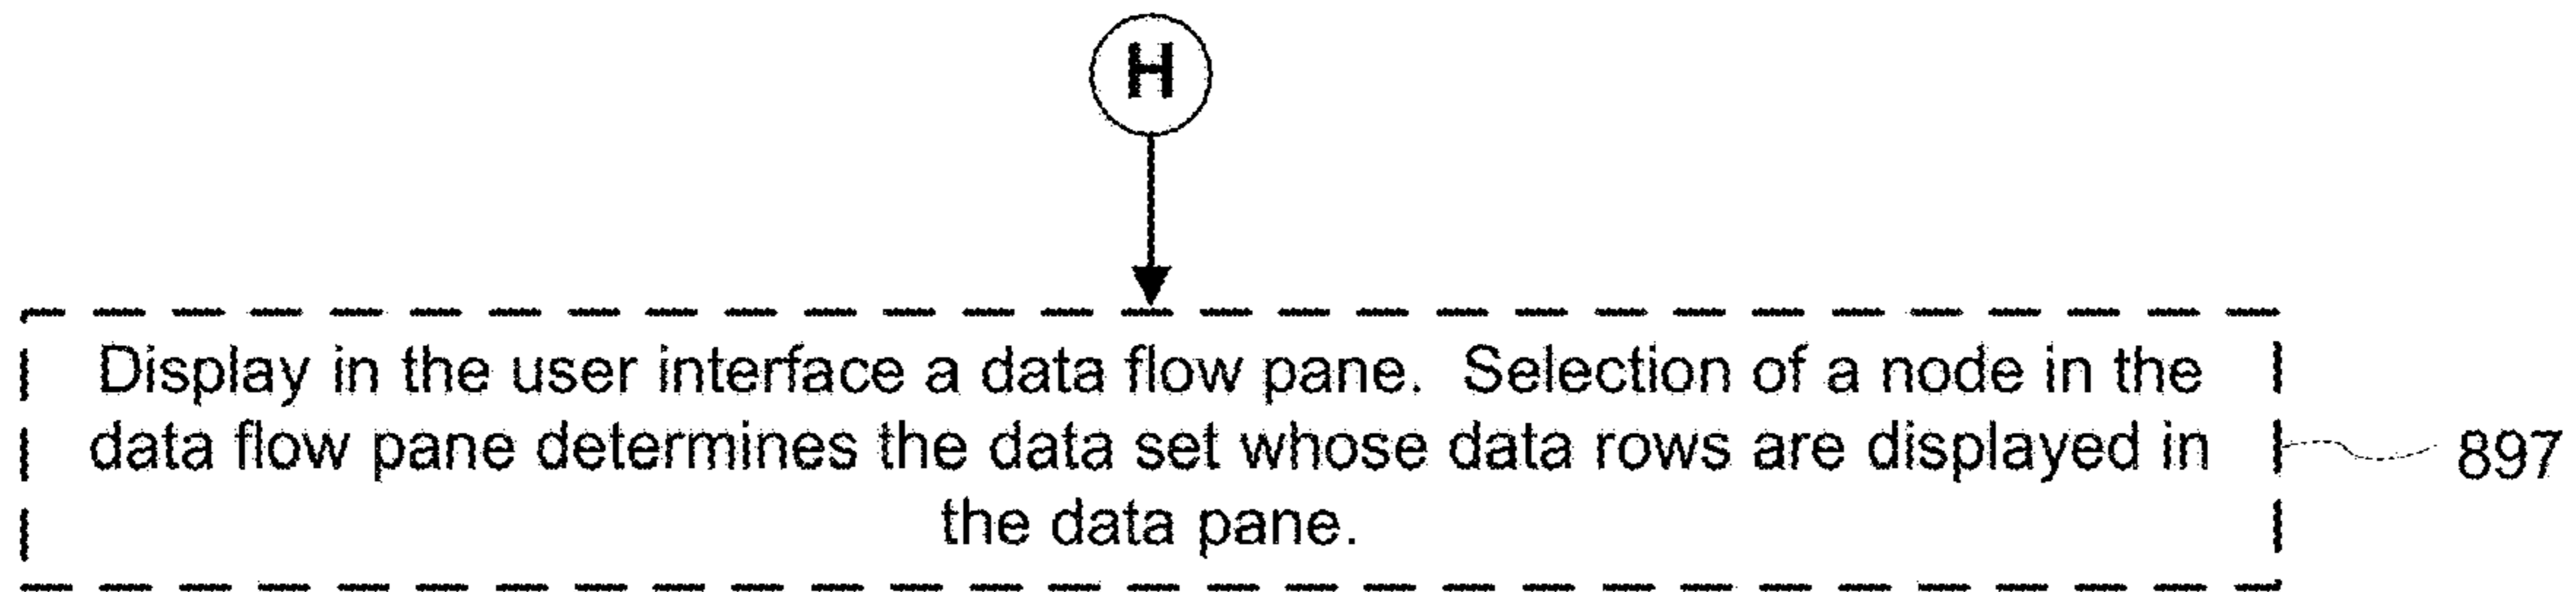 H
Display in the user interface a data flow pane. Selection of a node in the
data flow pane determines the data set whose data rows are displayed in
the data pane.
897